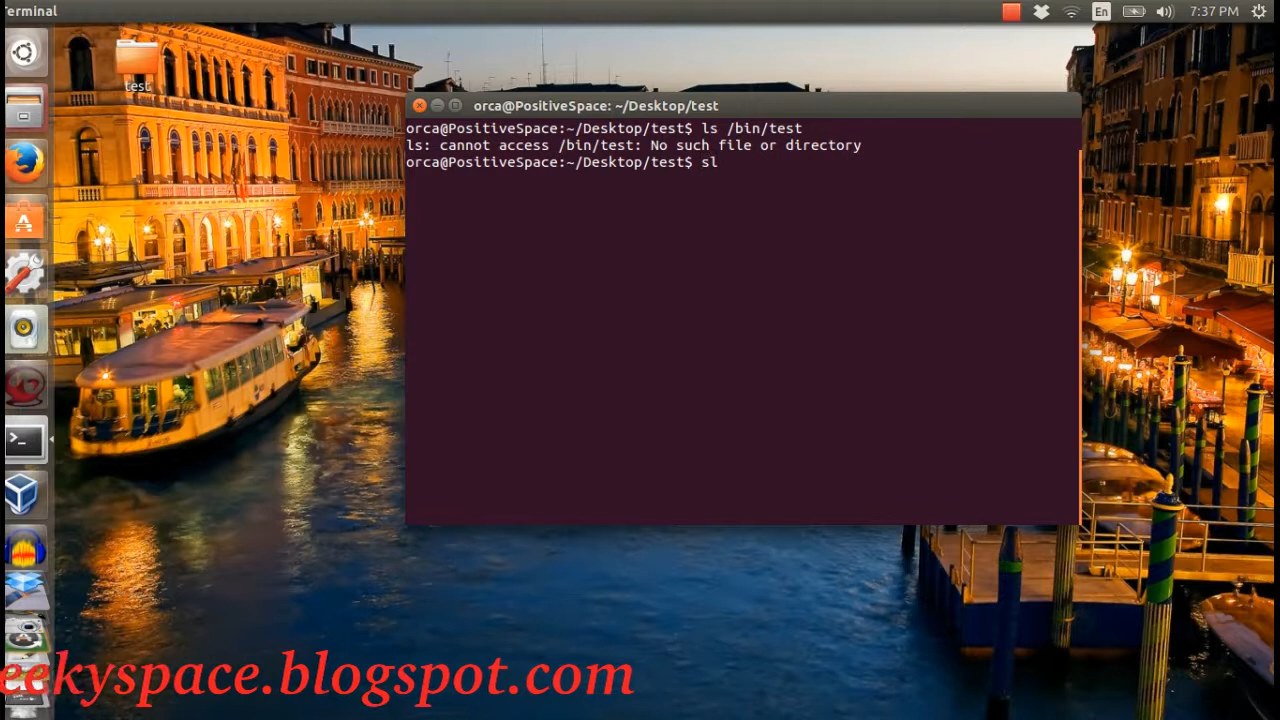 erminal
En
7:37 PM
test
orca@PositiveSpace: ~/Desktop/test
orca@PositiveSpace:~/Desktop/test$ ls /bin/test
ls: cannot access /bin/test: No such file or directory
orca@PositiveSpace:~/Desktop/test$ sl
eekyspace.blogspot.com